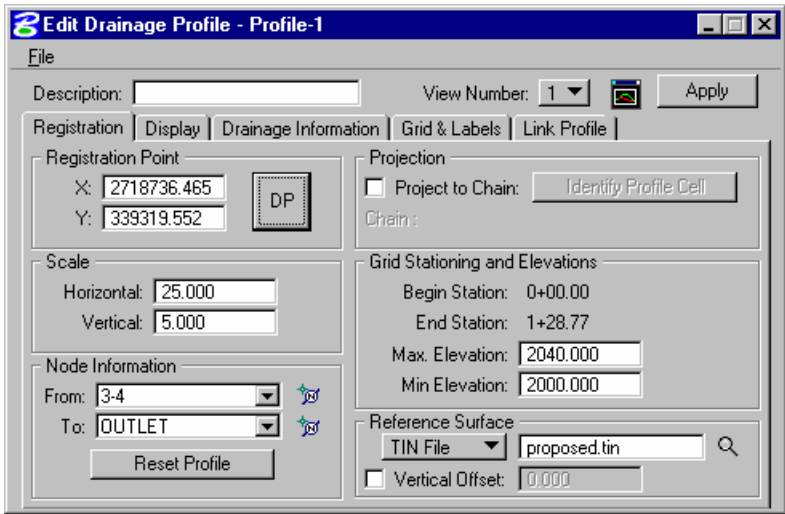 Edit Drainage Profile - Profile-1
File
Description: View Number: 1 Apply
Registration Display Drainage Information Grid & Labels Link Profile
Registration Point
X: 2718736.465
Y: 339319.552
DP
Projection
Project to Chain: Identify Profile Cell
Chain :
Scale
Horizontal: 25.000
Vertical: 5.000
Grid Stationing and Elevations
Begin Station: 0+00.00
End Station: 1+28.77
Max. Elevation: 2040.000
Min Elevation: 2000.000
Node Information
From: 3-4
To: OUTLET
Reset Profile
Reference Surface
TIN File proposed.tin
Vertical Offset: 0.000